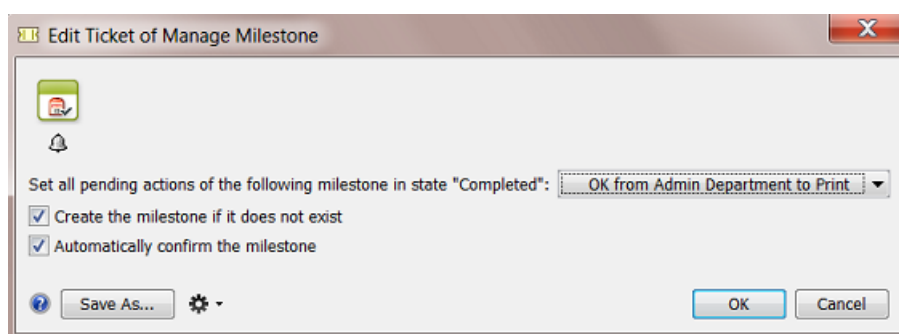 Edit Ticket of Manage Milestone
Set all pending actions of the following milestone in state "Completed": OK from Admin Department to Print
Create the milestone if it does not exist
Automatically confirm the milestone
Save As... OK Cancel